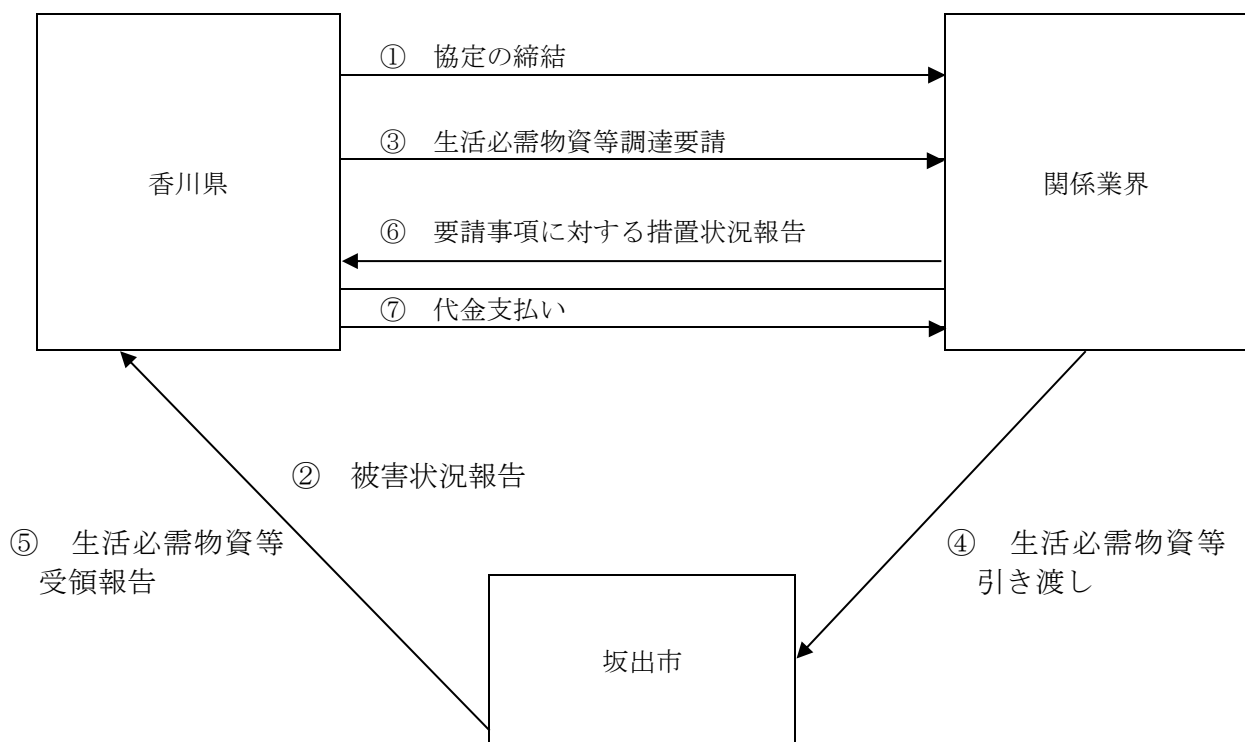 ①　協定の締結
③　生活必需物資等調達要請
香川県
関係業界
⑥　要請事項に対する措置状況報告
⑦　代金支払い
②　被害状況報告
⑤　生活必需物資等
受領報告
④　生活必需物資等
引き渡し
坂出市